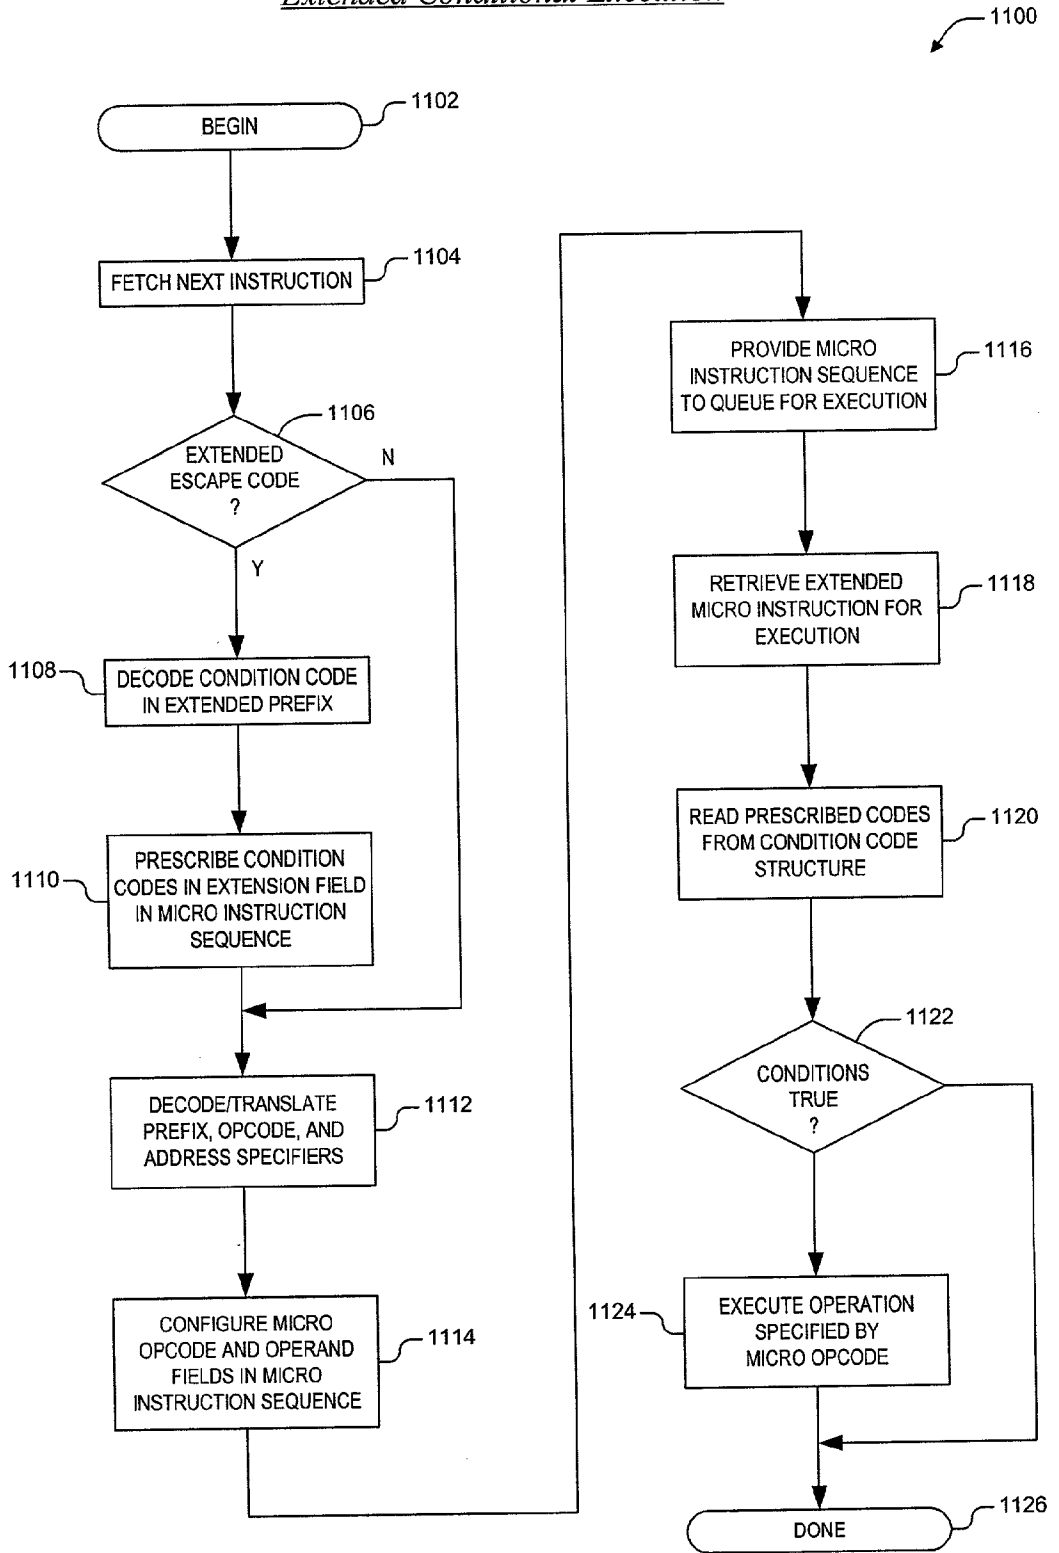 Extended Conditional Execution
1100
1102
BEGIN
1104
FETCH NEXT INSTRUCTION
1106
EXTENDED
ESCAPE CODE
?
N
Y
1108
DECODE CONDITION CODE
IN EXTENDED PREFIX
1110
PRESCRIBE CONDITION
CODES IN EXTENSION FIELD
IN MICRO INSTRUCTION
SEQUENCE
1112
DECODE/TRANSLATE
PREFIX, OPCODE, AND
ADDRESS SPECIFIERS
1114
CONFIGURE MICRO
OPCODE AND OPERAND
FIELDS IN MICRO
INSTRUCTION SEQUENCE
1116
PROVIDE MICRO
INSTRUCTION SEQUENCE
TO QUEUE FOR EXECUTION
1118
RETRIEVE EXTENDED
MICRO INSTRUCTION FOR
EXECUTION
1120
READ PRESCRIBED CODES
FROM CONDITION CODE
STRUCTURE
1122
CONDITIONS
TRUE
?
1124
EXECUTE OPERATION
SPECIFIED BY
MICRO OPCODE
1126
DONE